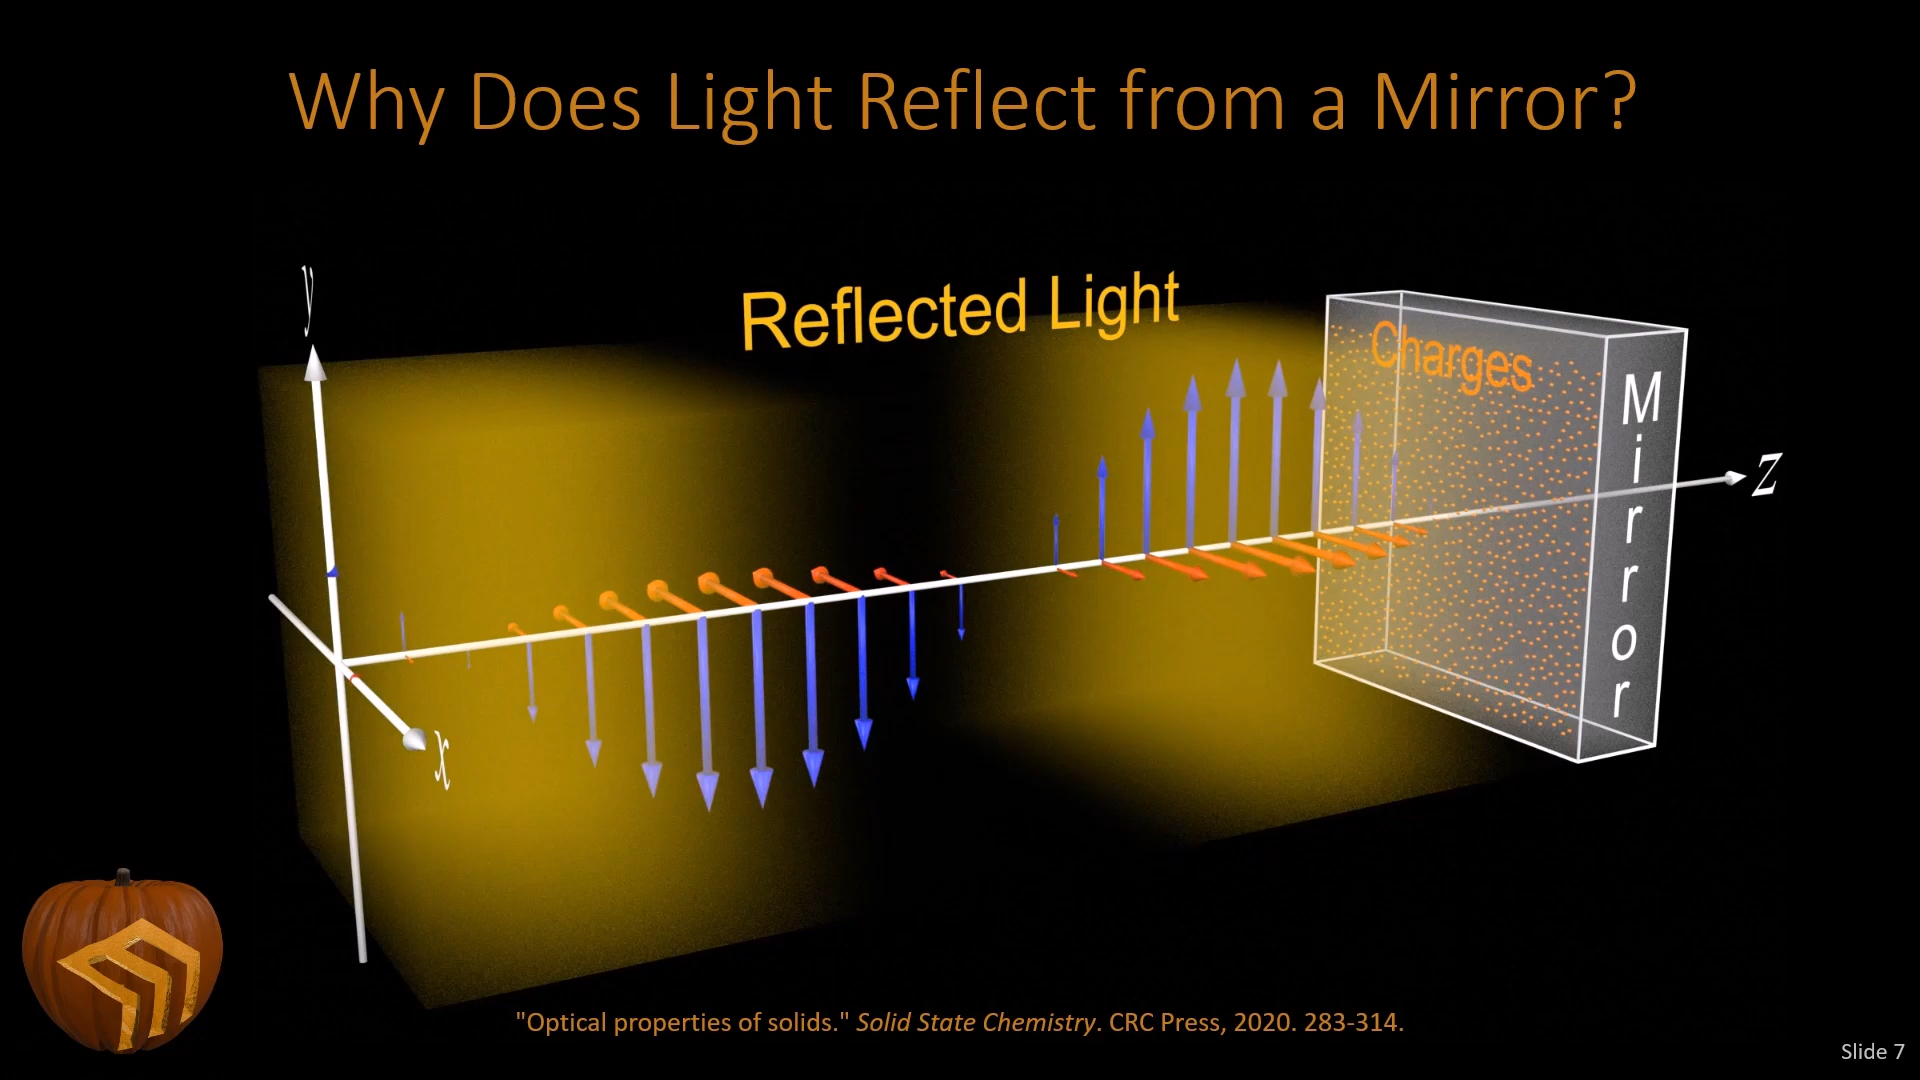 Why Does Light Reflect from a Mirror?
y
Reflected Light
Charges
Mirror
z
x
"Optical properties of solids." Solid State Chemistry. CRC Press, 2020. 283-314.
Slide 7